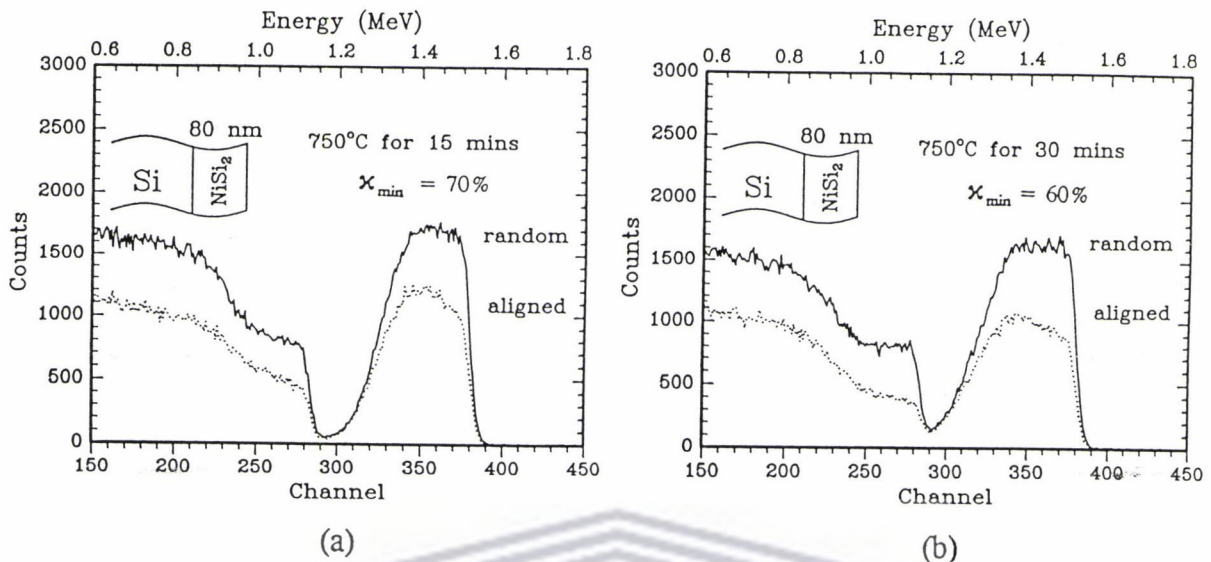 Energy (MeV)
0.6 0.8 1.0 1.2 1.4 1.6 1.8
3000
2500
2000
1500
1000
500
0
Counts
80 nm
Si
NiSi₂
750°C for 15 mins
ϰmin = 70%
random
aligned
150 200 250 300 350 400 450
Channel
(a)
Energy (MeV)
0.6 0.8 1.0 1.2 1.4 1.6 1.8
3000
2500
2000
1500
1000
500
0
Counts
80 nm
Si
NiSi₂
750°C for 30 mins
ϰmin = 60%
random
aligned
150 200 250 300 350 400 450
Channel
(b)